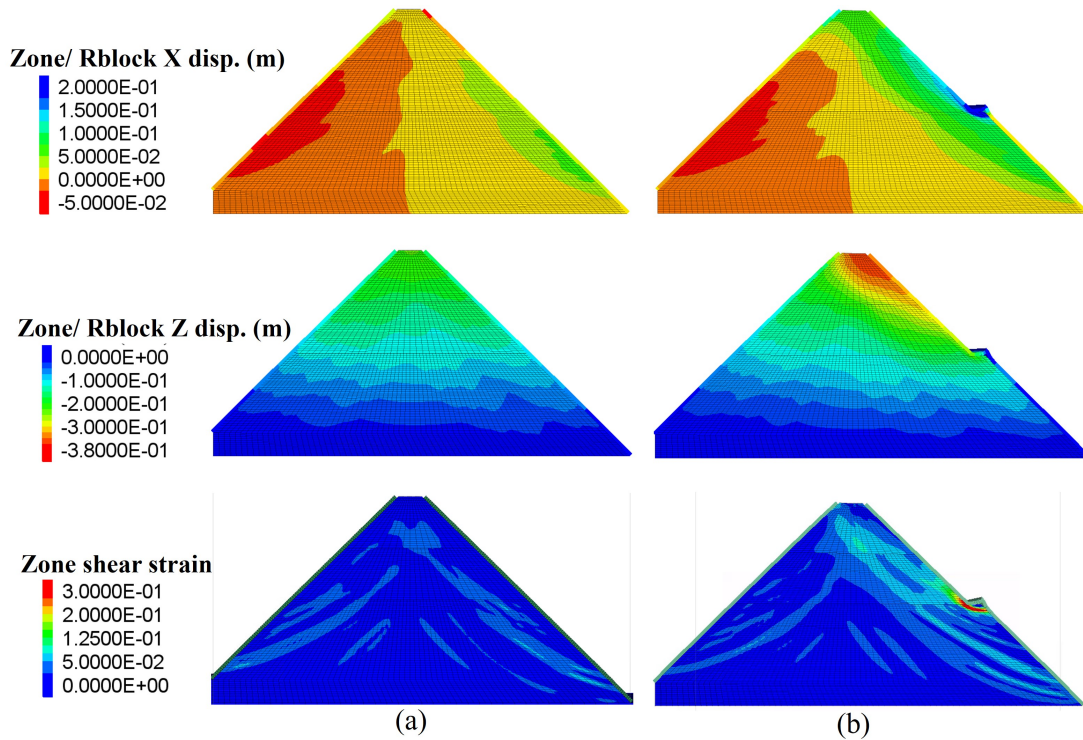 Zone/ Rblock X disp. (m)
2.0000E-01
1.5000E-01
1.0000E-01
5.0000E-02
0.0000E+00
-5.0000E-02
Zone/ Rblock Z disp. (m)
0.0000E+00
-1.0000E-01
-2.0000E-01
-3.0000E-01
-3.8000E-01
Zone shear strain
3.0000E-01
2.0000E-01
1.2500E-01
5.0000E-02
0.0000E+00
(a)
(b)